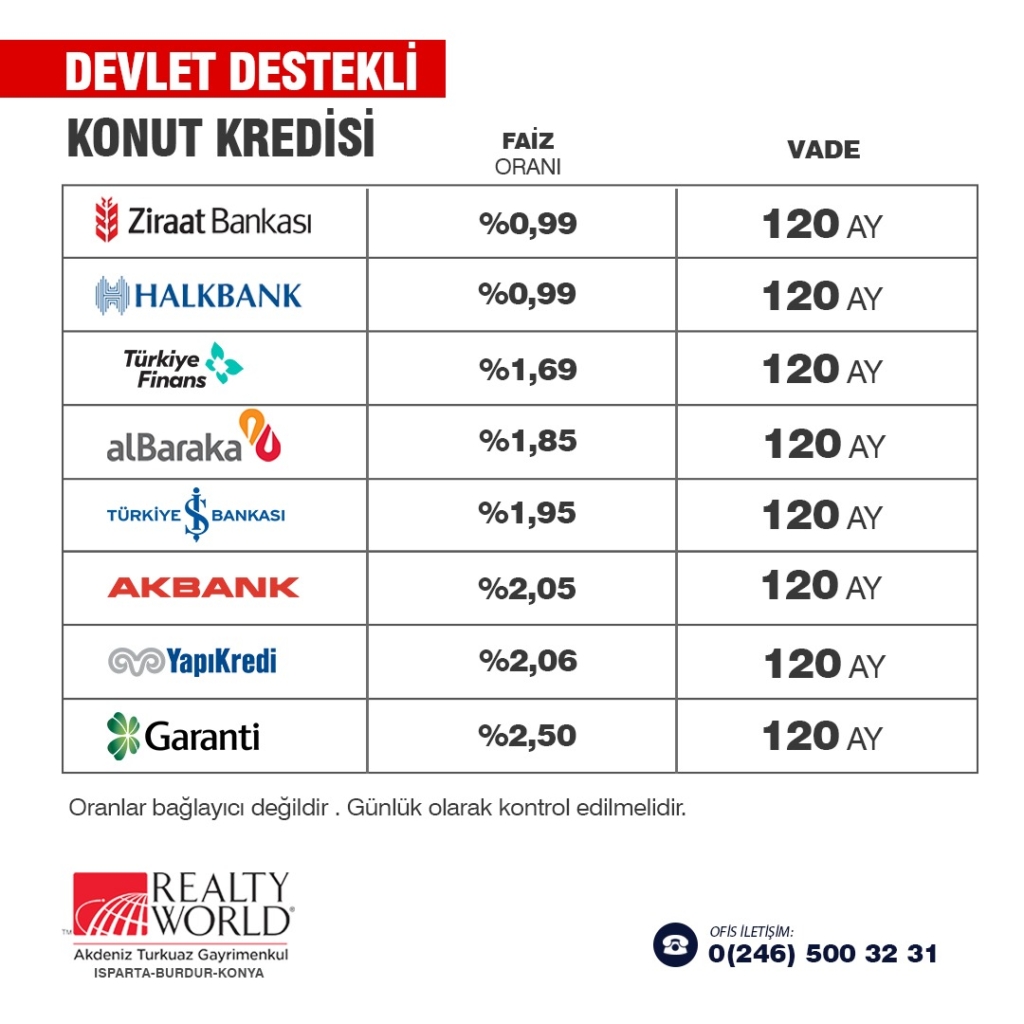 DEVLET DESTEKLİ
KONUT KREDİSİ
FAİZ
ORANI
VADE
Ziraat Bankası %0,99 120 AY
HALKBANK %0,99 120 AY
Türkiye
Finans
%1,69 120 AY
alBaraka %1,85 120 AY
TÜRKİYE İŞ BANKASI %1,95 120 AY
AKBANK %2,05 120 AY
YapıKredi %2,06 120 AY
Garanti %2,50 120 AY
Oranlar bağlayıcı değildir . Günlük olarak kontrol edilmelidir.
REALTY
WORLD®
TM
Akdeniz Turkuaz Gayrimenkul
ISPARTA-BURDUR-KONYA
OFİS İLETİŞİM:
0(246) 500 32 31